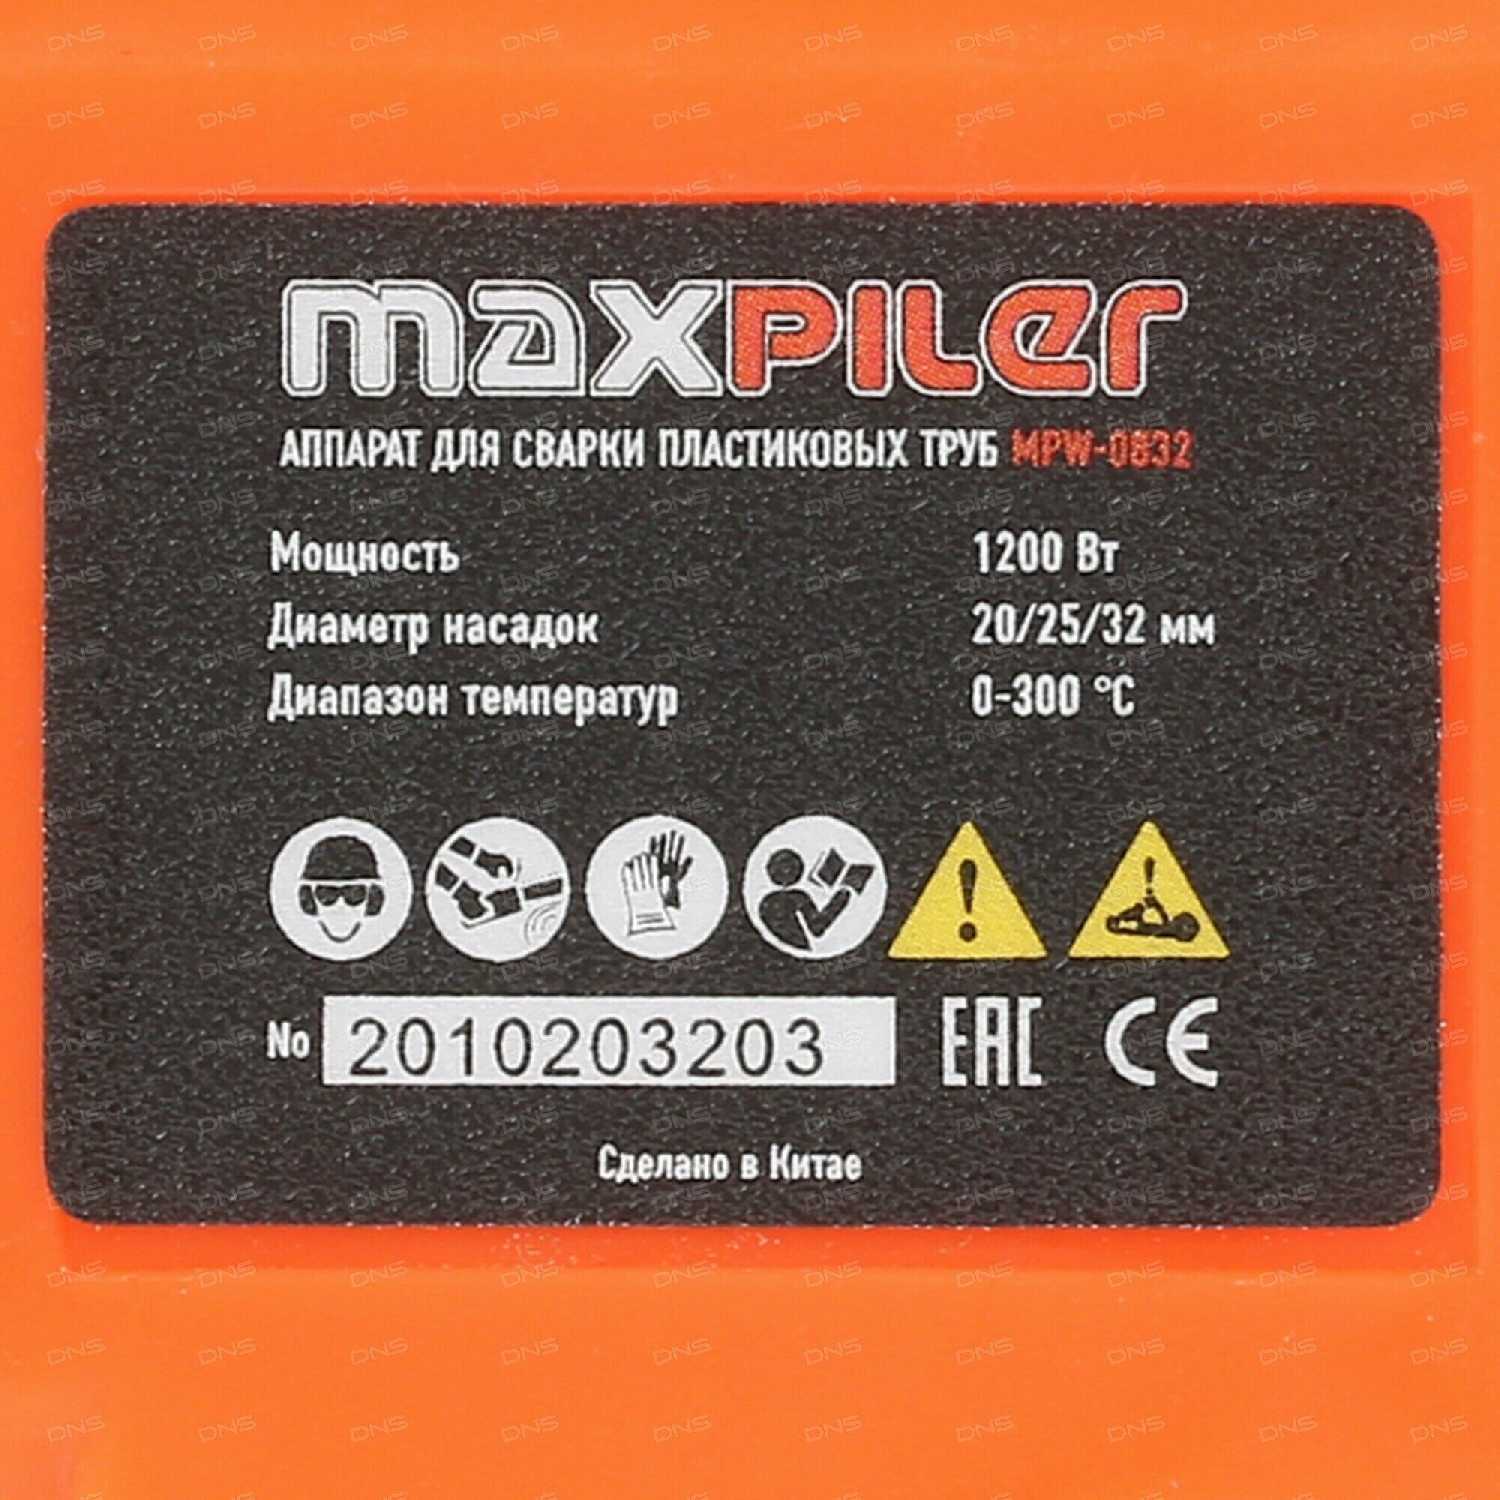 maxpiler
АППАРАТ ДЛЯ СВАРКИ ПЛАСТИКОВЫХ ТРУБ MPW-0832
Мощность 1200 Вт
Диаметр насадок 20/25/32 мм
Диапазон температур 0-300 °C
No 2010203203 EAC CE
Сделано в Китае